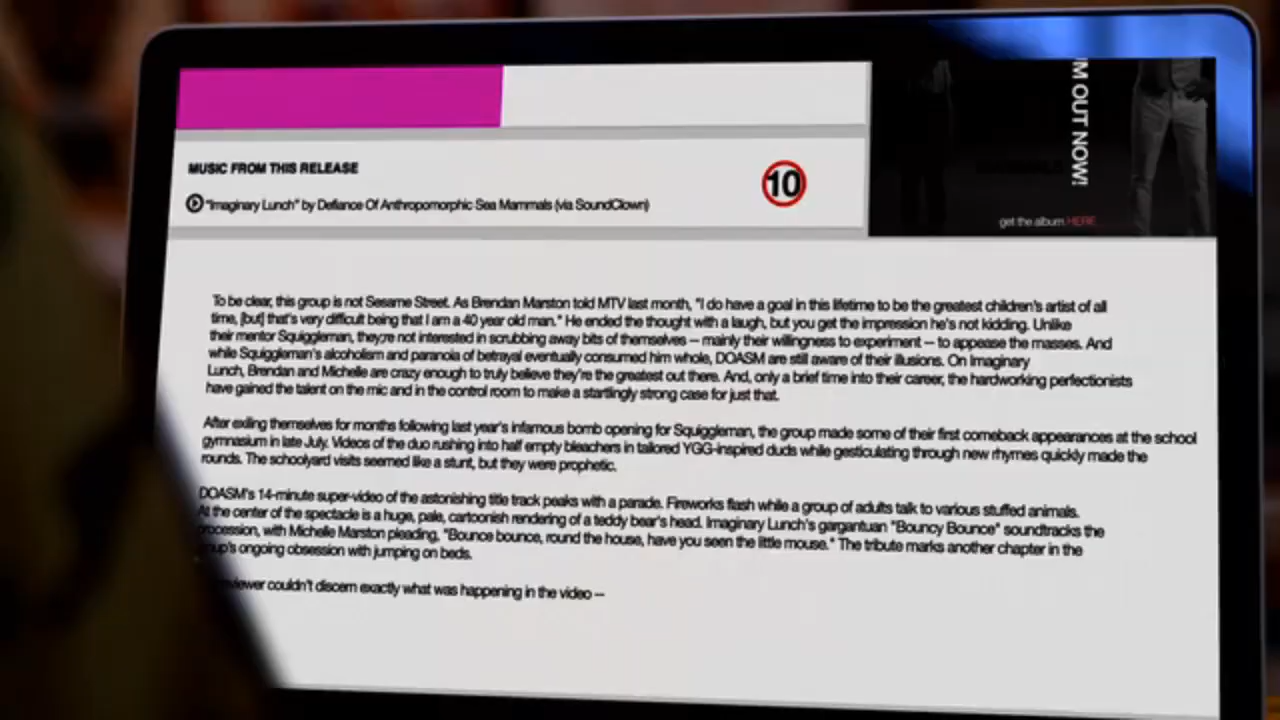 M OUT NOW!
MUSIC FROM THIS RELEASE
10
"Imaginary Lunch" by Defiance Of Anthropomorphic Sea Mammals (via SoundClown)
get the album HERE
To be clear, this group is not Sesame Street. As Brendan Marston told MTV last month, "I do have a goal in this lifetime to be the greatest children's artist of all
time, [but] that's very difficult being that I am a 40 year old man." He ended the thought with a laugh, but you get the impression he's not kidding. Unlike
their mentor Squiggleman, they're not interested in scrubbing away bits of themselves -- mainly their willingness to experiment -- to appease the masses. And
while Squiggleman's alcoholism and paranoia of betrayal eventually consumed him whole, DOASM are still aware of their illusions. On Imaginary
Lunch, Brendan and Michelle are crazy enough to truly believe they're the greatest out there. And, only a brief time into their career, the hardworking perfectionists
have gained the talent on the mic and in the control room to make a startlingly strong case for just that.
After exiling themselves for months following last year's infamous bomb opening for Squiggleman, the group made some of their first comeback appearances at the school
gymnasium in late July. Videos of the duo rushing into half empty bleachers in tailored YGG-inspired duds while gesticulating through new rhymes quickly made the
rounds. The schoolyard visits seemed like a stunt, but they were prophetic.
DOASM's 14-minute super-video of the astonishing title track peaks with a parade. Fireworks flash while a group of adults talk to various stuffed animals.
At the center of the spectacle is a huge, pale, cartoonish rendering of a teddy bear's head. Imaginary Lunch's gargantuan "Bouncy Bounce" soundtracks the
procession, with Michelle Marston pleading, "Bounce bounce, round the house, have you seen the little mouse." The tribute marks another chapter in the
group's ongoing obsession with jumping on beds.
viewer couldn't discern exactly what was happening in the video --